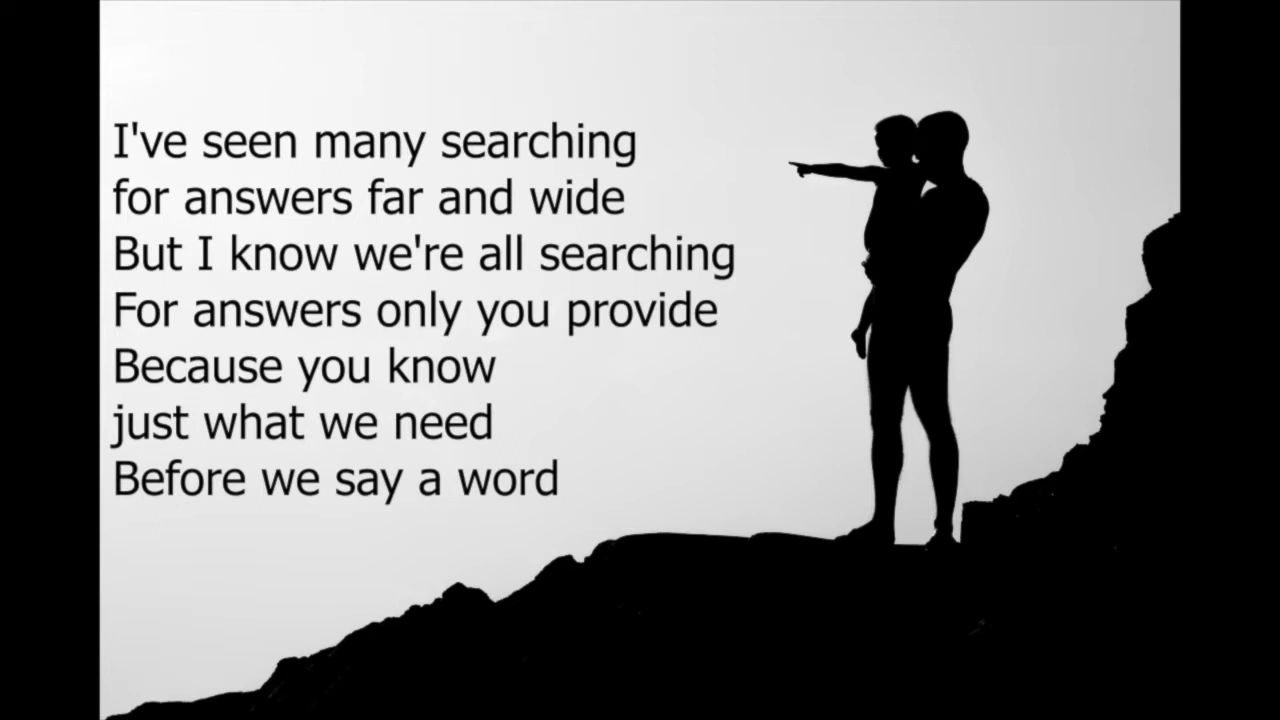 I've seen many searching
for answers far and wide
But I know we're all searching
For answers only you provide
Because you know
just what we need
Before we say a word